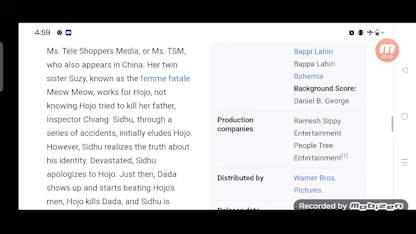 4:59
Ms. Tele Shoppers Media, or Ms. TSM,
who also appears in China. Her twin
sister Suzy, known as the femme fatale
Meow Meow, works for Hojo, not
knowing Hojo tried to kill her father,
Inspector Chiang. Sidhu, through a
series of accidents, initially eludes Hojo.
However, Sidhu realizes the truth about
his identity. Devastated, Sidhu
apologizes to Hojo. Just then, Dada
shows up and starts beating Hojo's
men, Hojo kills Dada, and Sidhu is
Bappi Lahiri
Bappa Lahiri
Bohemia
Background Score:
Daniel B. George
Production
companies
Ramesh Sippy
Entertainment
People Tree
Entertainment[1]
Distributed by
Warner Bros.
Pictures
Release date
Recorded by Mobizen